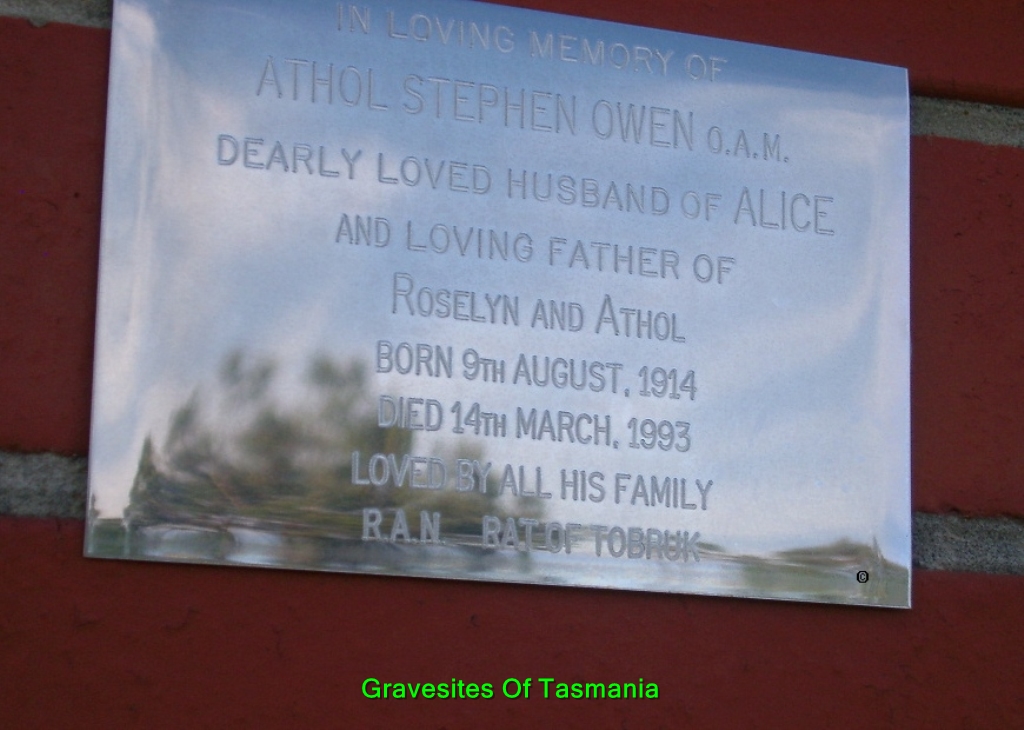 IN LOVING MEMORY OF
ATHOL STEPHEN OWEN O.A.M.
DEARLY LOVED HUSBAND OF ALICE
AND LOVING FATHER OF
ROSELYN AND ATHOL
BORN 9TH AUGUST, 1914
DIED 14TH MARCH, 1993
LOVED BY ALL HIS FAMILY
R.A.N. RAT OF TOBRUK
©
Gravesites Of Tasmania